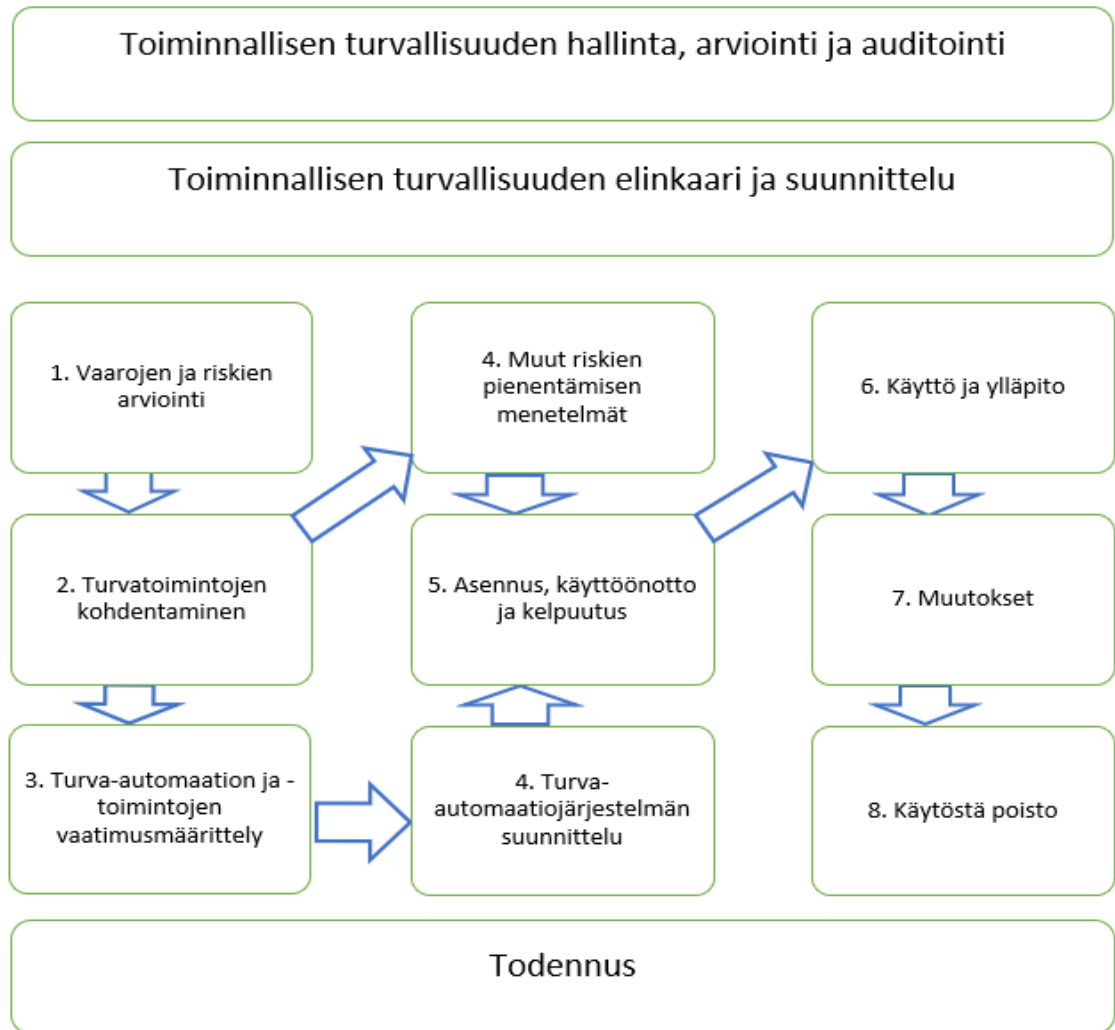 Toiminnallisen turvallisuuden hallinta, arviointi ja auditointi
Toiminnallisen turvallisuuden elinkaari ja suunnittelu
1. Vaarojen ja riskien
arviointi
2. Turvatoimintojen
kohdentaminen
3. Turva-automaation ja -
toimintojen
vaatimusmäärittely
4. Muut riskien
pienentämisen
menetelmät
5. Asennus, käyttöönotto
ja kelpuutus
4. Turva-
automaatiojärjestelmän
suunnittelu
6. Käyttö ja ylläpito
7. Muutokset
8. Käytöstä poisto
Todennus